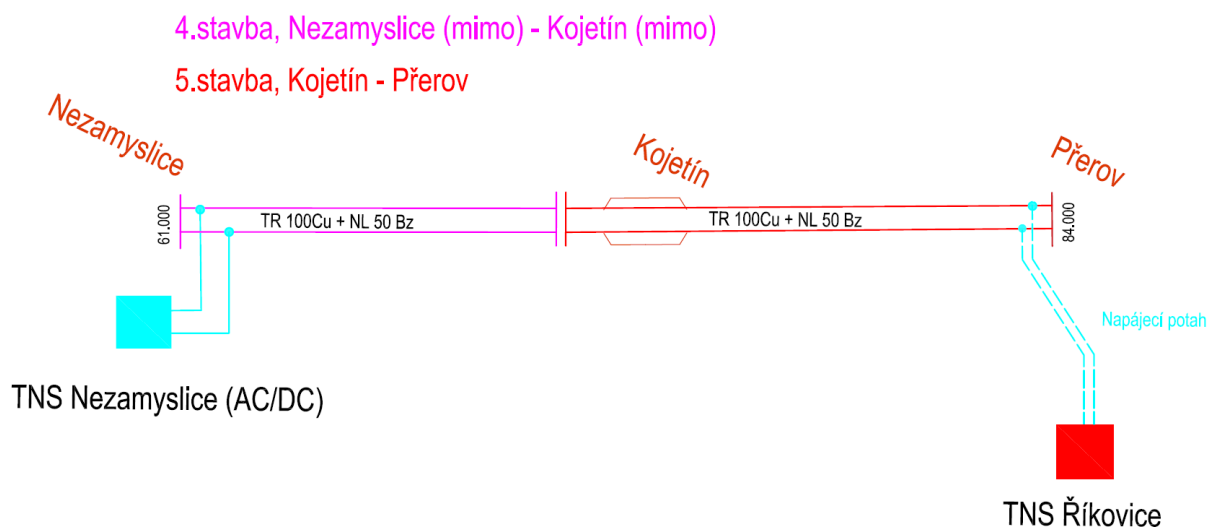 4.stavba, Nezamyslice (mimo) - Kojetín (mimo)
5.stavba, Kojetín - Přerov
Nezamyslice
Kojetín
Přerov
61.000
TR 100Cu + NL 50 Bz
TR 100Cu + NL 50 Bz
84.000
Napájecí potah
TNS Nezamyslice (AC/DC)
TNS Říkovice